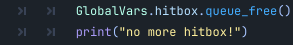 GlobalVars.hitbox.queue_free()
print("no more hitbox!")